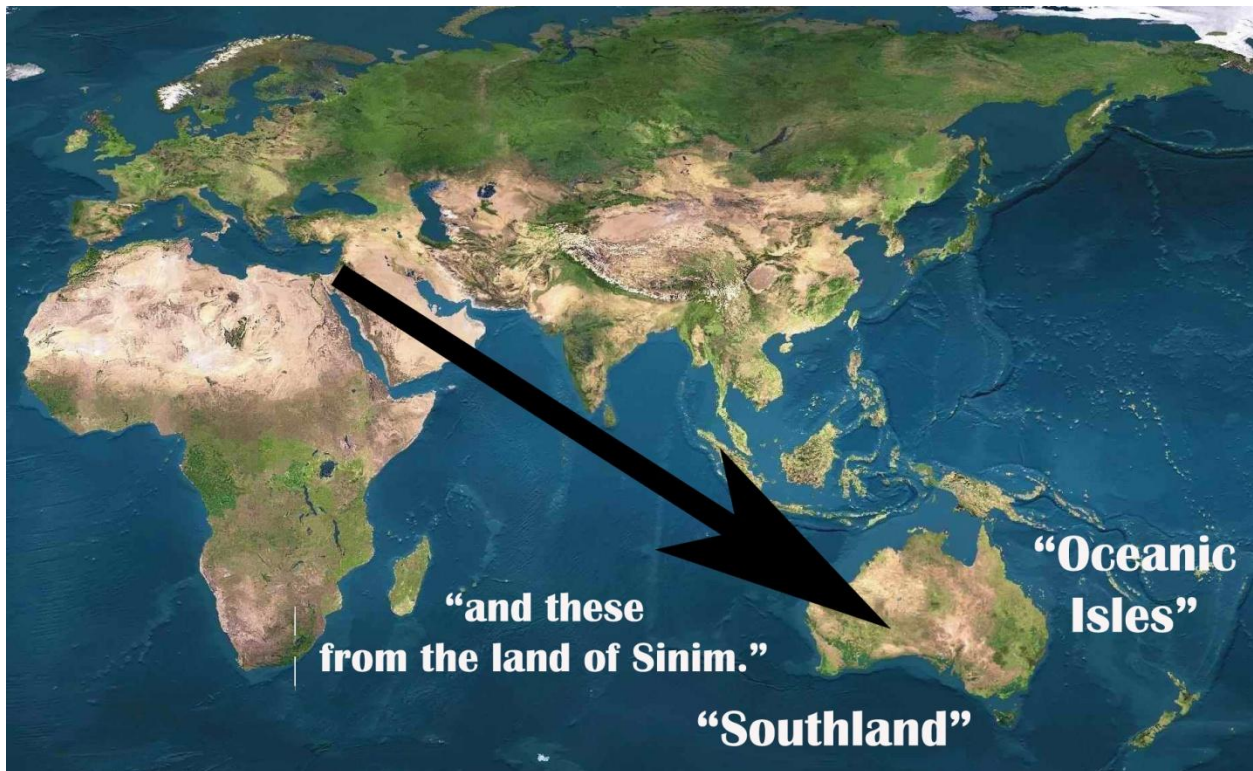 “Oceanic
Isles”
“and these
from the land of Sinim.”
“Southland”